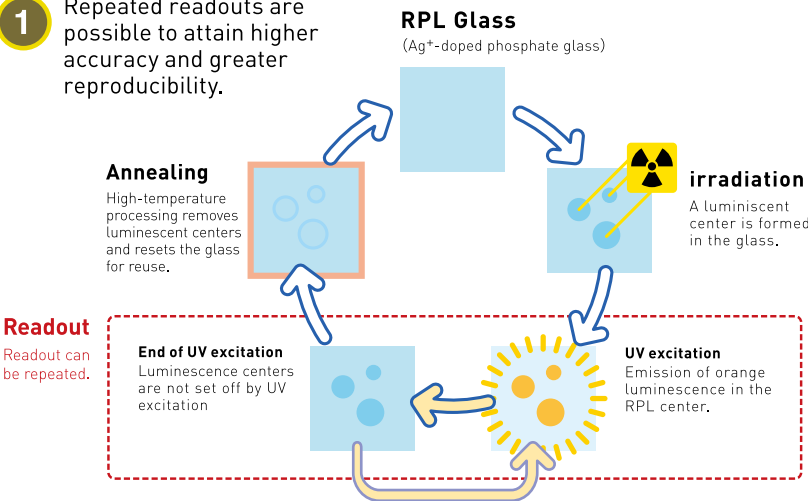 1
Repeated readouts are
possible to attain higher
accuracy and greater
reproducibility.
RPL Glass
(Ag+-doped phosphate glass)
irradiation
A luminiscent
center is formed
in the glass.
UV excitation
Emission of orange
luminescence in the
RPL center.
End of UV excitation
Luminescence centers
are not set off by UV
excitation
Readout
Readout can
be repeated.
Annealing
High-temperature
processing removes
luminescent centers
and resets the glass
for reuse.